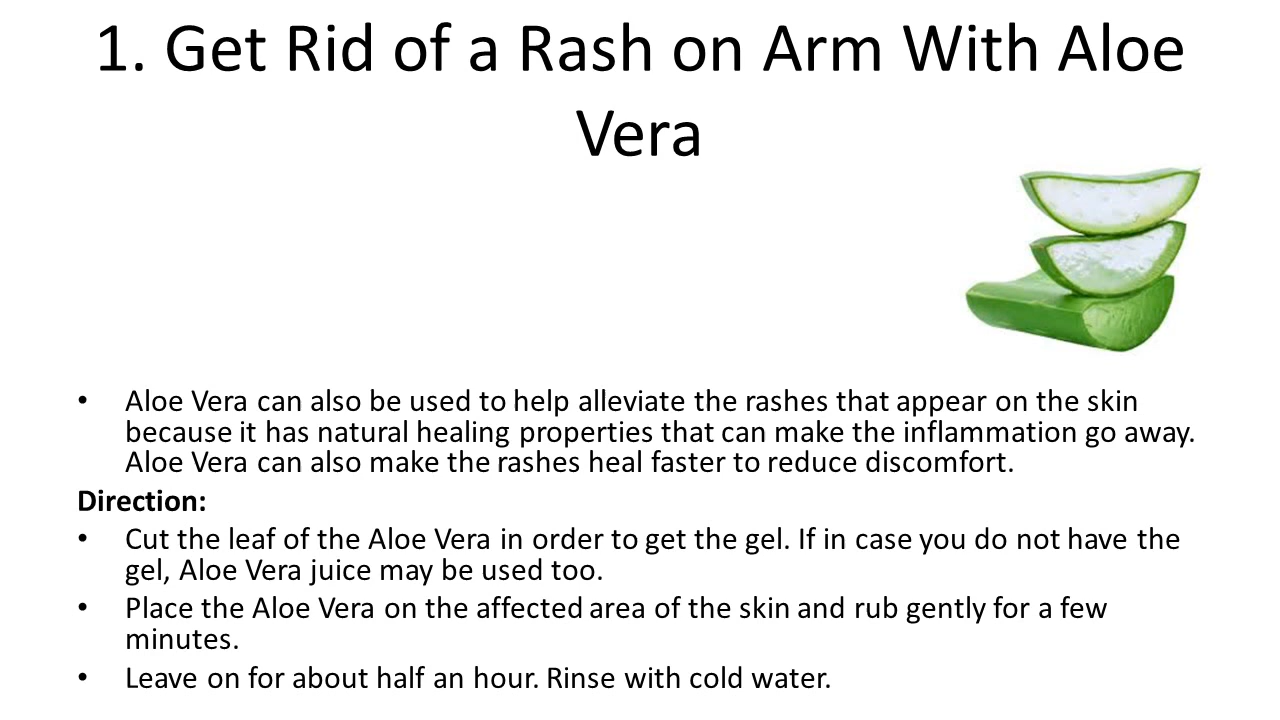 1. Get Rid of a Rash on Arm With Aloe
Vera
• Aloe Vera can also be used to help alleviate the rashes that appear on the skin
because it has natural healing properties that can make the inflammation go away.
Aloe Vera can also make the rashes heal faster to reduce discomfort.
Direction:
• Cut the leaf of the Aloe Vera in order to get the gel. If in case you do not have the
gel, Aloe Vera juice may be used too.
• Place the Aloe Vera on the affected area of the skin and rub gently for a few
minutes.
• Leave on for about half an hour. Rinse with cold water.